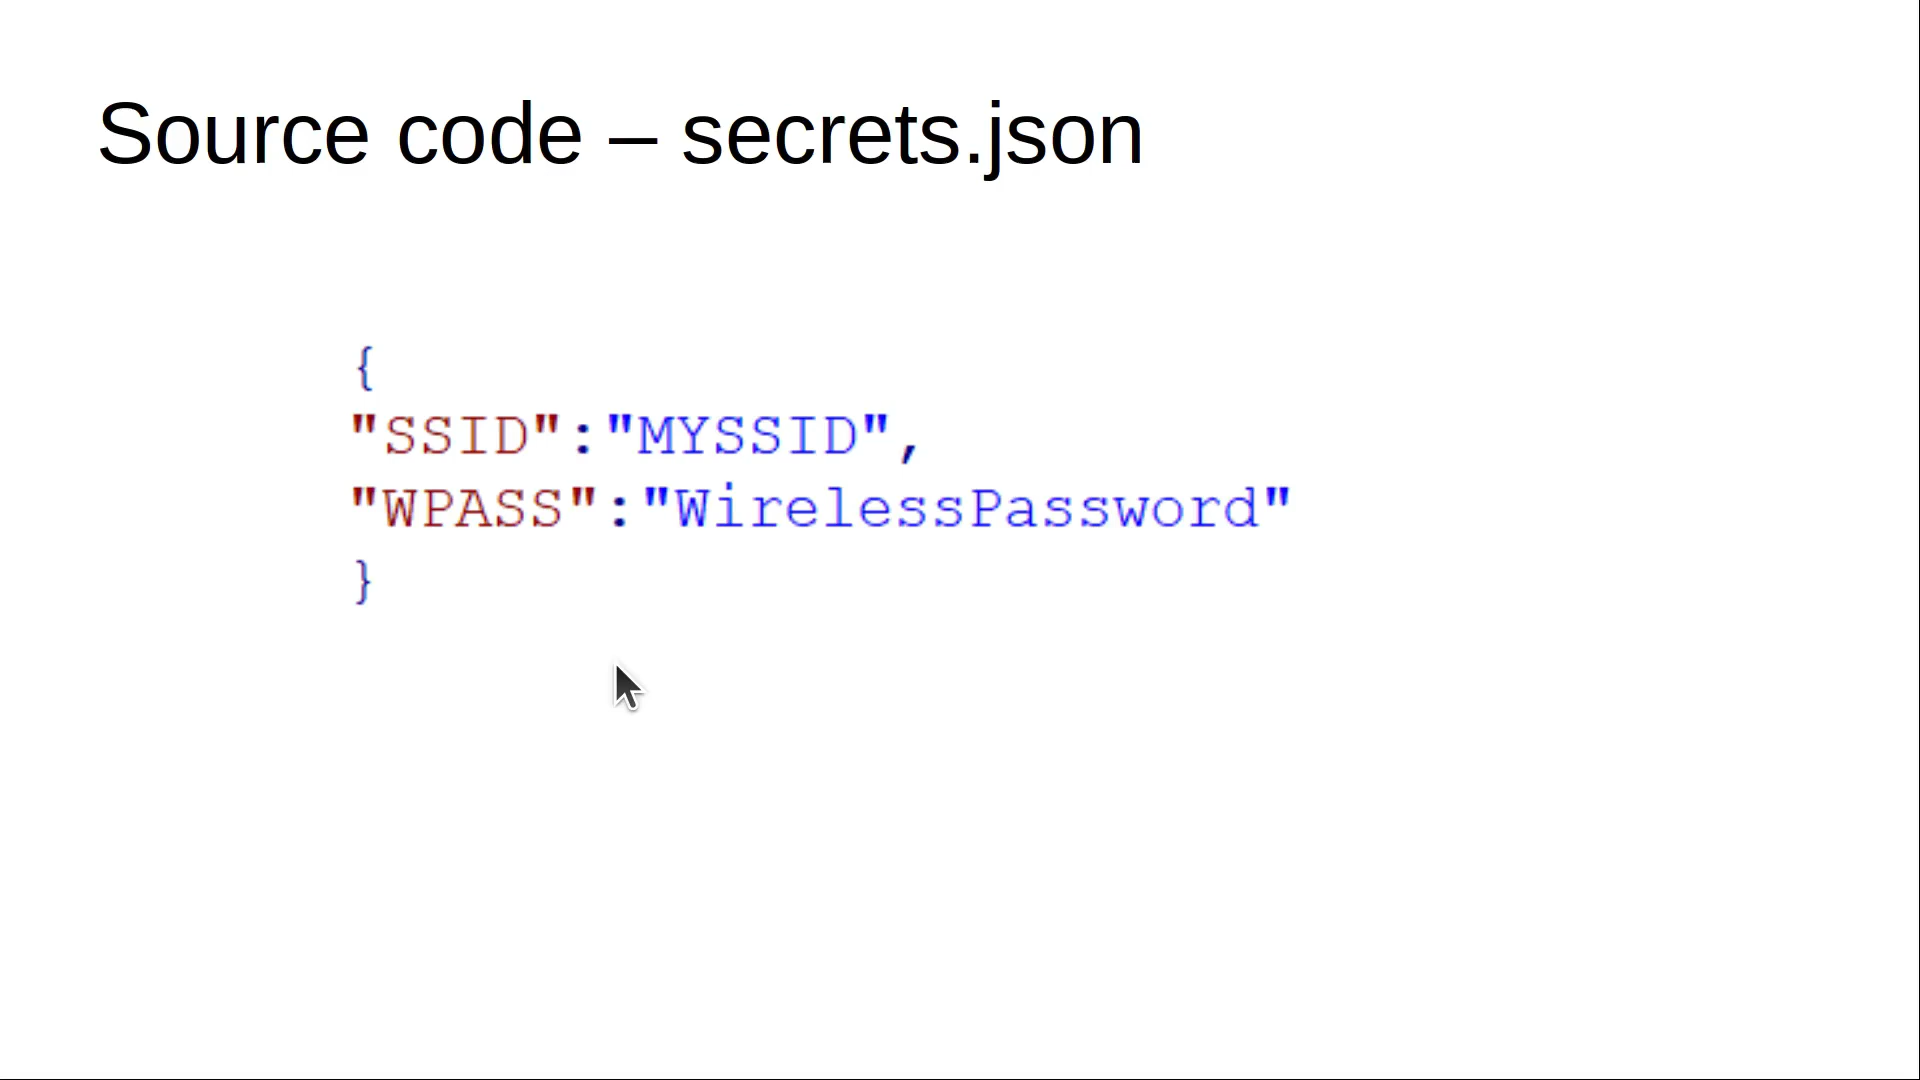 Source code – secrets.json
{
"SSID":"MYSSID",
"WPASS":"WirelessPassword"
}